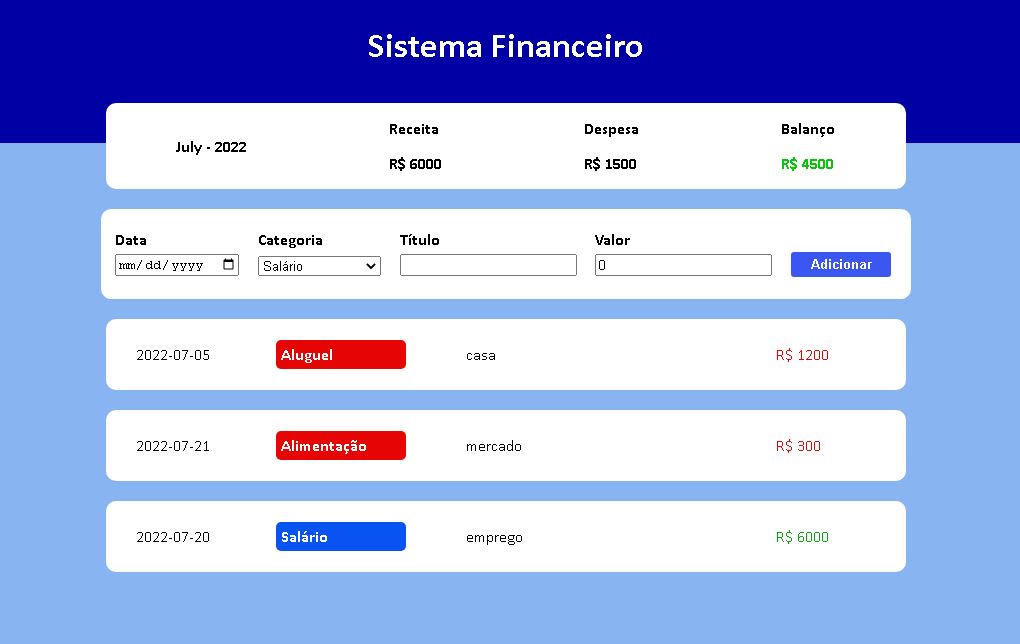 Sistema Financeiro
July - 2022
Receita
R$ 6000
Despesa
R$ 1500
Balanço
R$ 4500
Data
mm/dd/yyyy
Categoria
Salário
Título
Valor
0
Adicionar
2022-07-05 Aluguel casa R$ 1200
2022-07-21 Alimentação mercado R$ 300
2022-07-20 Salário emprego R$ 6000